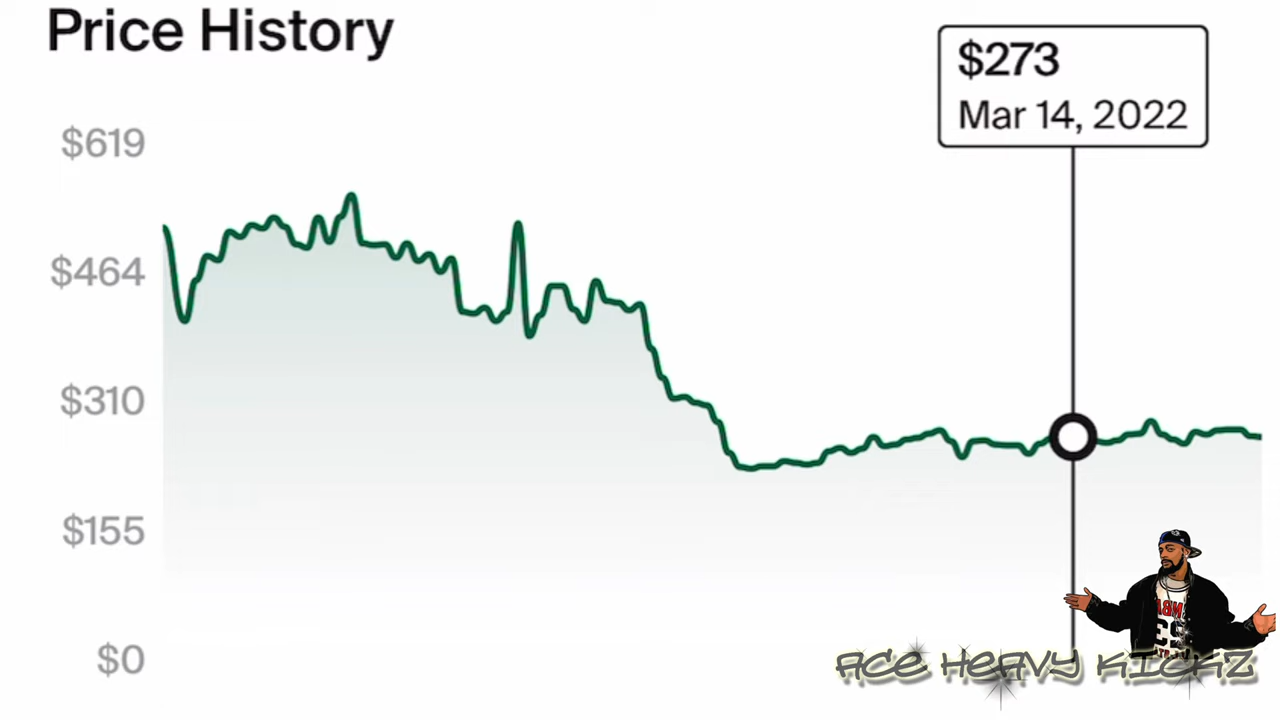 Price History
$273
Mar 14, 2022
$619
$464
$310
$155
$0
ACE HEAVY KICKZ